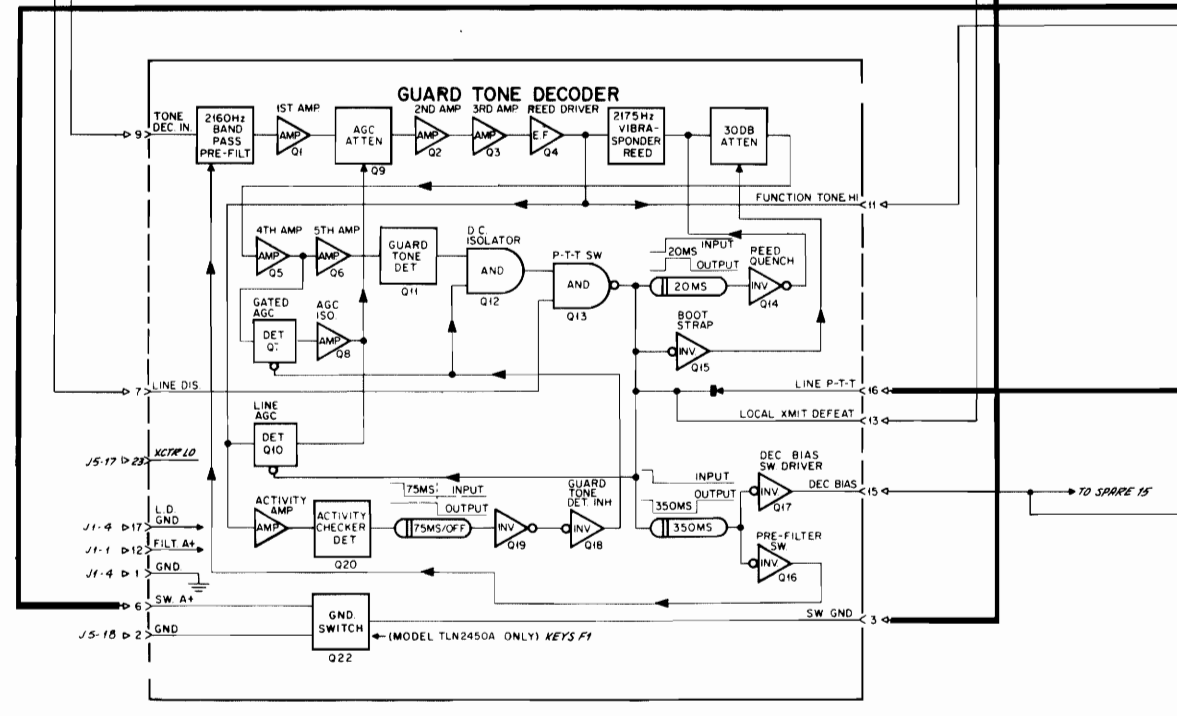 GUARD TONE DECODER
9 TONE DEC. IN.
2160HZ BAND PASS PRE-FILT
1ST AMP
AMP
Q1
AGC ATTEN
Q9
2ND AMP
AMP
Q2
3RD AMP
AMP
Q3
REED DRIVER
E.F
Q4
2175HZ VIBRA- SPONDER REED
30DB ATTEN
FUNCTION TONE HI 11
4TH AMP
AMP
Q5
5TH AMP
AMP
Q6
GUARD TONE DET
Q11
D.C. ISOLATOR
AND
Q12
P-T-T SW
AND
Q13
INPUT
20MS
OUTPUT
20MS
REED QUENCH
INV
Q14
GATED AGC
DET
AGC ISO.
AMP
Q8
BOOT STRAP
INV.
Q15
7 LINE DIS.
LINE P-T-T 16
LOCAL XMIT DEFEAT 13
LINE AGC
DET
Q10
J5-17 23 XCTR LO
ACTIVITY AMP
AMP
ACTIVITY CHECKER DET
Q20
75MS INPUT
OUTPUT
75MS/OFF
INV
Q19
GUARD TONE DET. INH
INV
Q18
INPUT
OUTPUT
350MS
350MS
DEC BIAS SW DRIVER
INV.
Q17
DEC BIAS 15
TO SPARE 15
PRE-FILTER SW.
INV.
Q16
J1-4 17 L.D. GND
J1-1 12 FILT. A+
J1-4 1 GND
6 SW. A+
J5-18 2 GND
GND. SWITCH
Q22
(MODEL TLN2450A ONLY) KEYS F1
SW GND 3